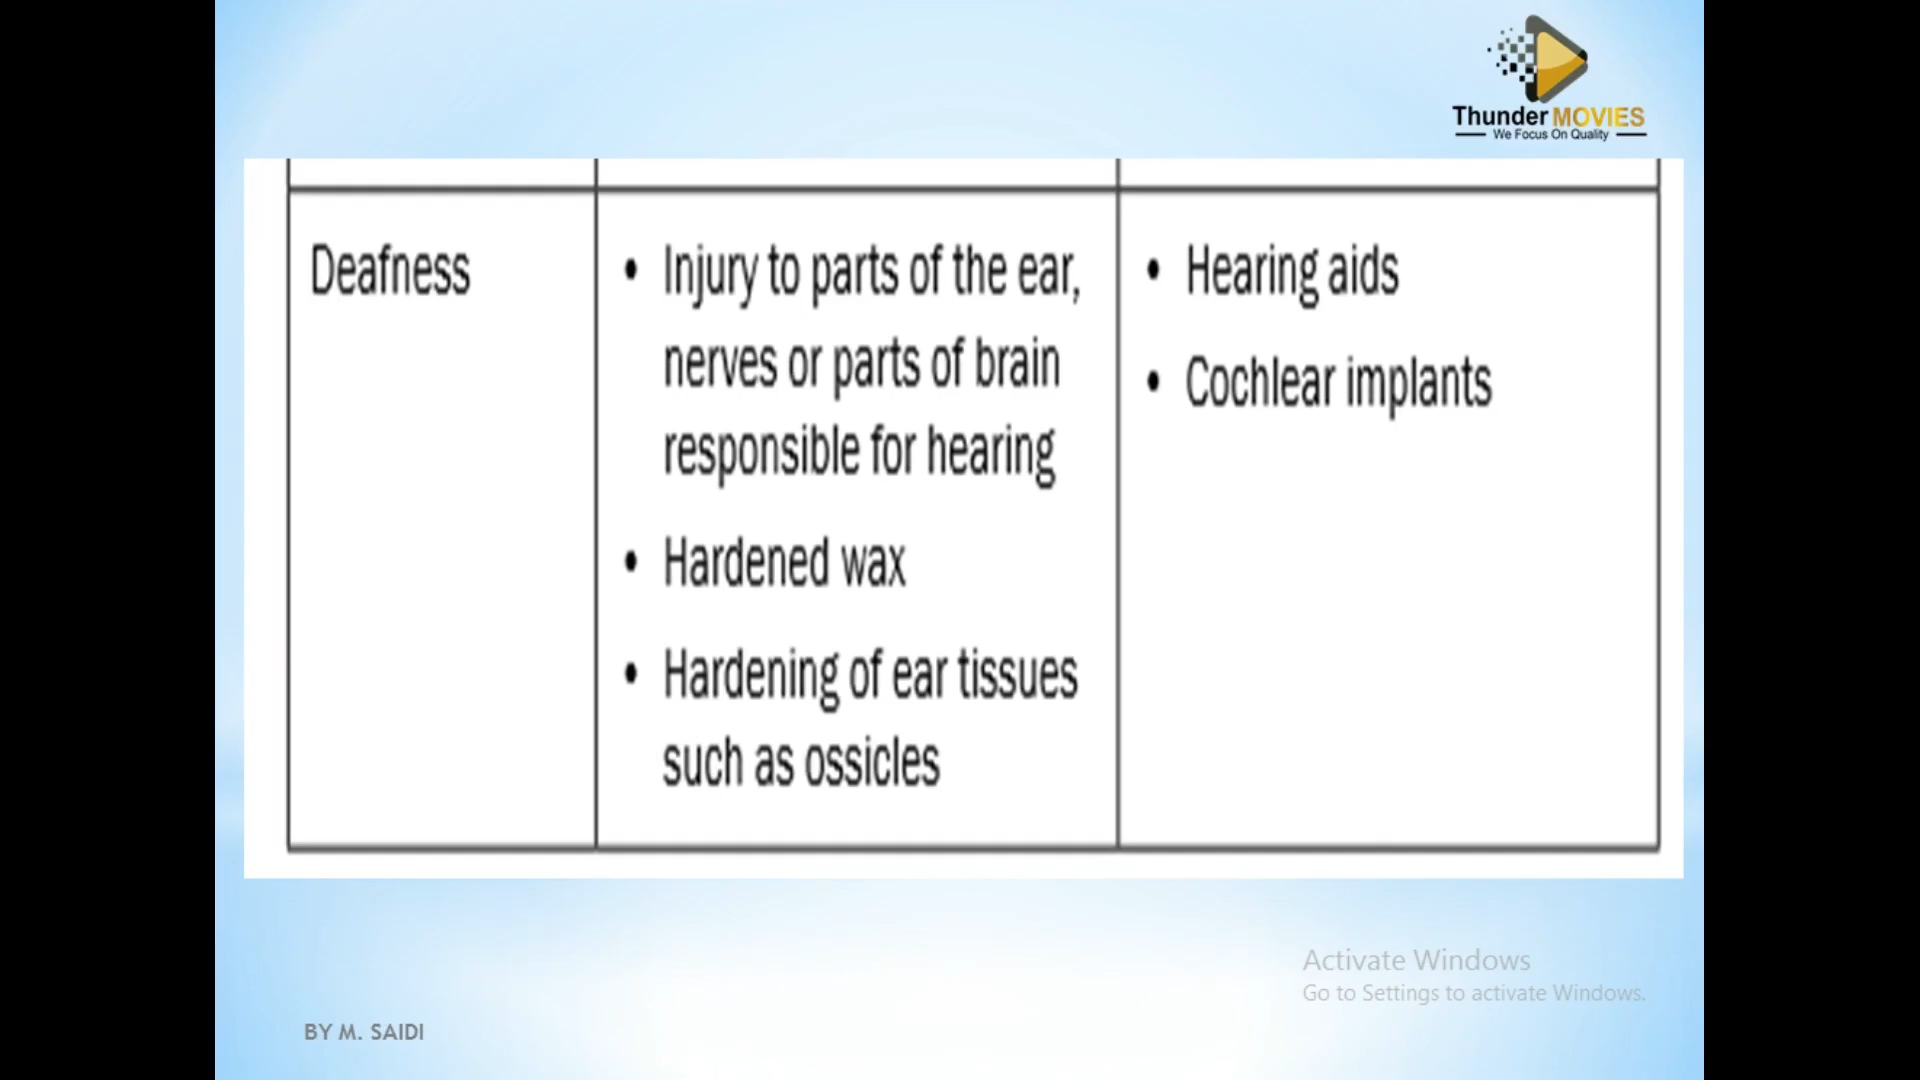 Thunder MOVIES
We Focus On Quality
Deafness
• Injury to parts of the ear,
nerves or parts of brain
responsible for hearing
• Hardened wax
• Hardening of ear tissues
such as ossicles
• Hearing aids
• Cochlear implants
Activate Windows
Go to Settings to activate Windows.
BY M. SAIDI